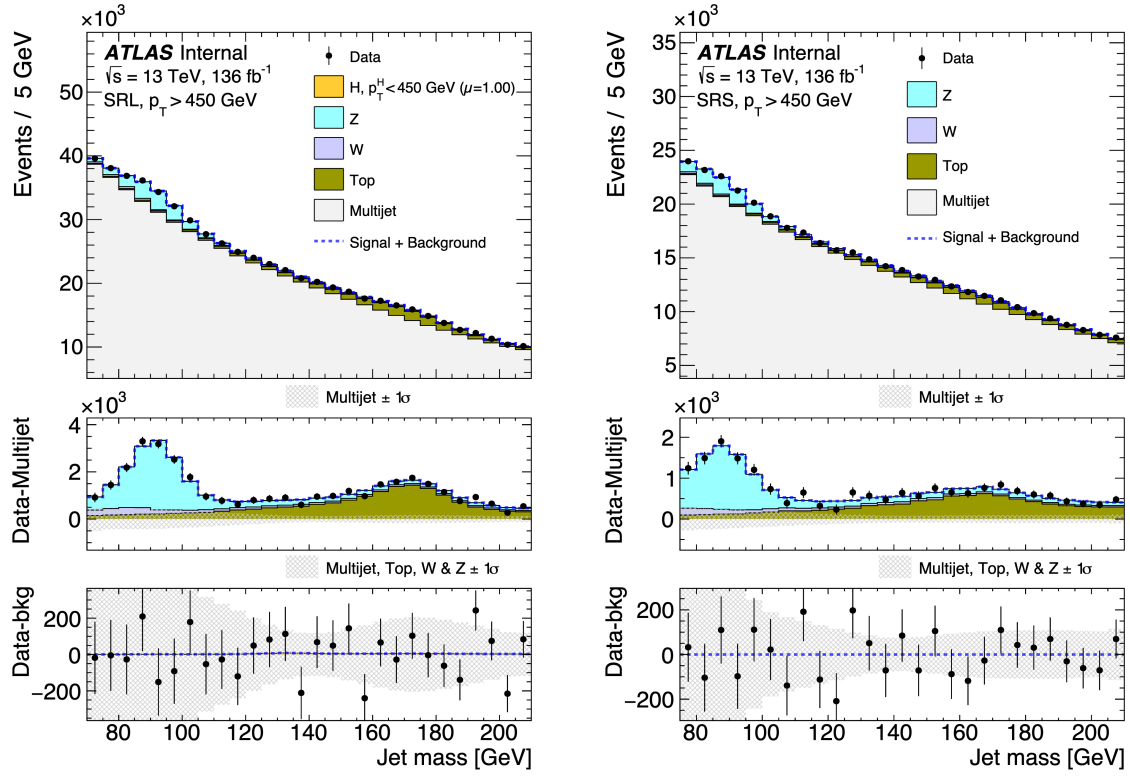 ×10³
Events / 5 GeV
50
40
30
20
10
ATLAS Internal
√s = 13 TeV, 136 fb⁻¹
SRL, p_T > 450 GeV
Data
H, p_T^H < 450 GeV (μ=1.00)
Z
W
Top
Multijet
Signal + Background
Multijet ± 1σ
×10³
Data-Multijet
4
2
0
Multijet, Top, W & Z ± 1σ
Data-bkg
200
0
−200
80 100 120 140 160 180 200
Jet mass [GeV]
×10³
Events / 5 GeV
35
30
25
20
15
10
5
ATLAS Internal
√s = 13 TeV, 136 fb⁻¹
SRS, p_T > 450 GeV
Data
Z
W
Top
Multijet
Signal + Background
Multijet ± 1σ
×10³
Data-Multijet
2
1
0
Multijet, Top, W & Z ± 1σ
Data-bkg
200
0
−200
80 100 120 140 160 180 200
Jet mass [GeV]